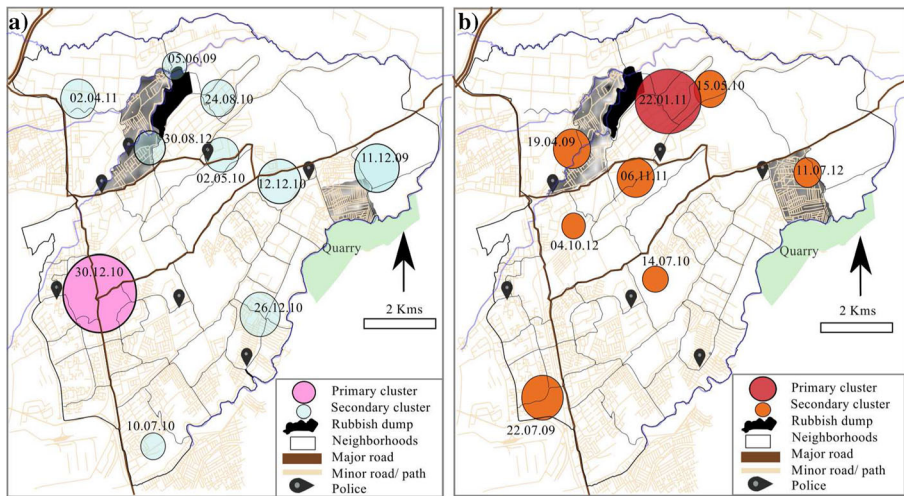 a)
05.06.09
02.04.11
24.08.10
30.08.12
02.05.10
12.12.10
11.12.09
Quarry
30.12.10
26.12.10
2 Kms
10.07.10
Primary cluster
Secondary cluster
Rubbish dump
Neighborhoods
Major road
Minor road/ path
Police
b)
22.01.11
15.05.10
19.04.09
06.11.11
11.07.12
04.10.12
14.07.10
Quarry
2 Kms
22.07.09
Primary cluster
Secondary cluster
Rubbish dump
Neighborhoods
Major road
Minor road/ path
Police